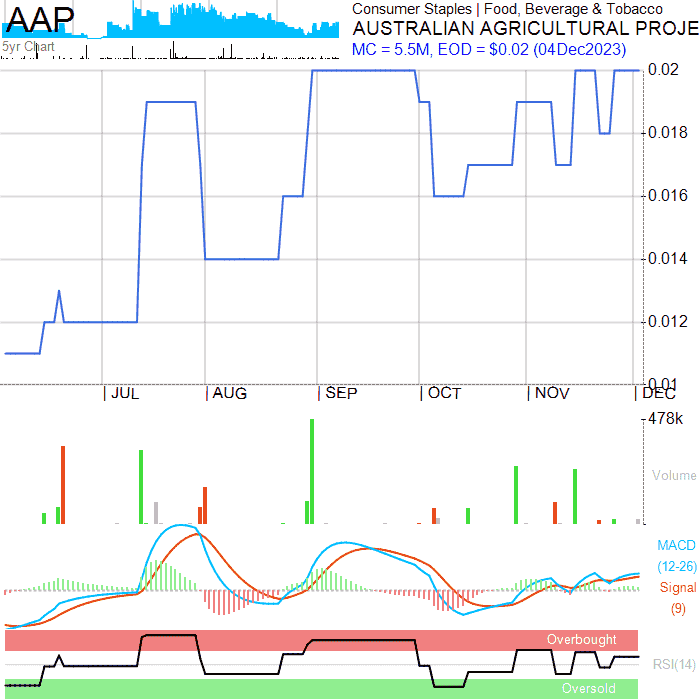 AAP
5yr Chart
Consumer Staples | Food, Beverage & Tobacco
AUSTRALIAN AGRICULTURAL PROJE
MC = 5.5M, EOD = $0.02 (04Dec2023)
0.02
0.018
0.016
0.014
0.012
0.01
JUL AUG SEP OCT NOV DEC
478k
Volume
MACD
(12-26)
Signal
(9)
Overbought
RSI(14)
Oversold